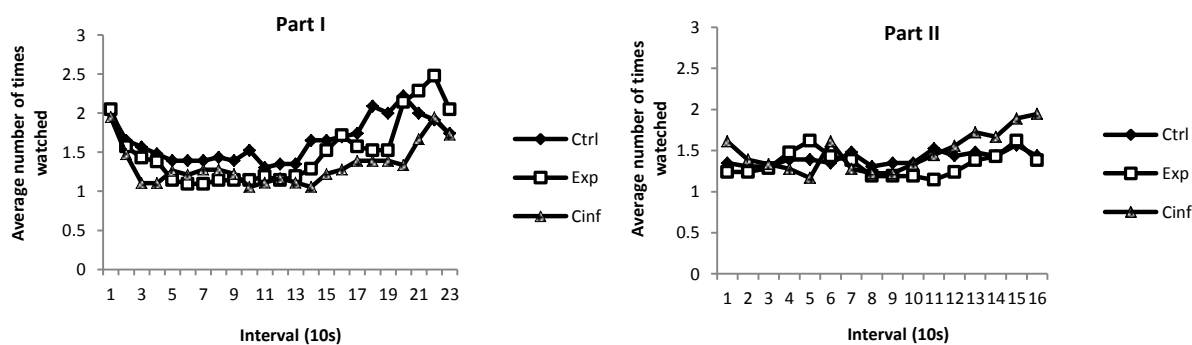 Part I
Average number of times
watched
3
2.5
2
1.5
1
0.5
0
1 3 5 7 9 11 13 15 17 19 21 23
Interval (10s)
Ctrl
Exp
Cinf
Part II
Average number of times
watched
3
2.5
2
1.5
1
0.5
0
1 2 3 4 5 6 7 8 9 10 11 12 13 14 15 16
Interval (10s)
Ctrl
Exp
Cinf